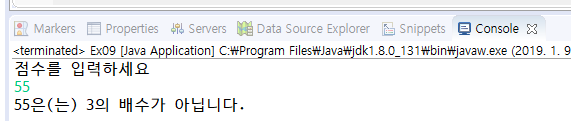 Markers Properties Servers Data Source Explorer Snippets Console
<terminated> Ex09 [Java Application] C:₩Program Files₩Java₩jdk1.8.0_131₩bin₩javaw.exe (2019. 1. 9
점수를 입력하세요
55
55은(는) 3의 배수가 아닙니다.